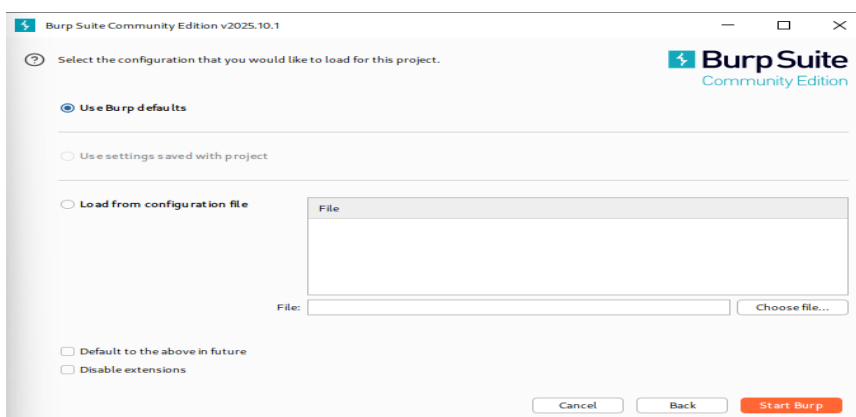 Burp Suite Community Edition v2025.10.1
? Select the configuration that you would like to load for this project.
Burp Suite
Community Edition
Use Burp defaults
Use settings saved with project
Load from configuration file
File
File:
Choose file...
Default to the above in future
Disable extensions
Cancel Back Start Burp